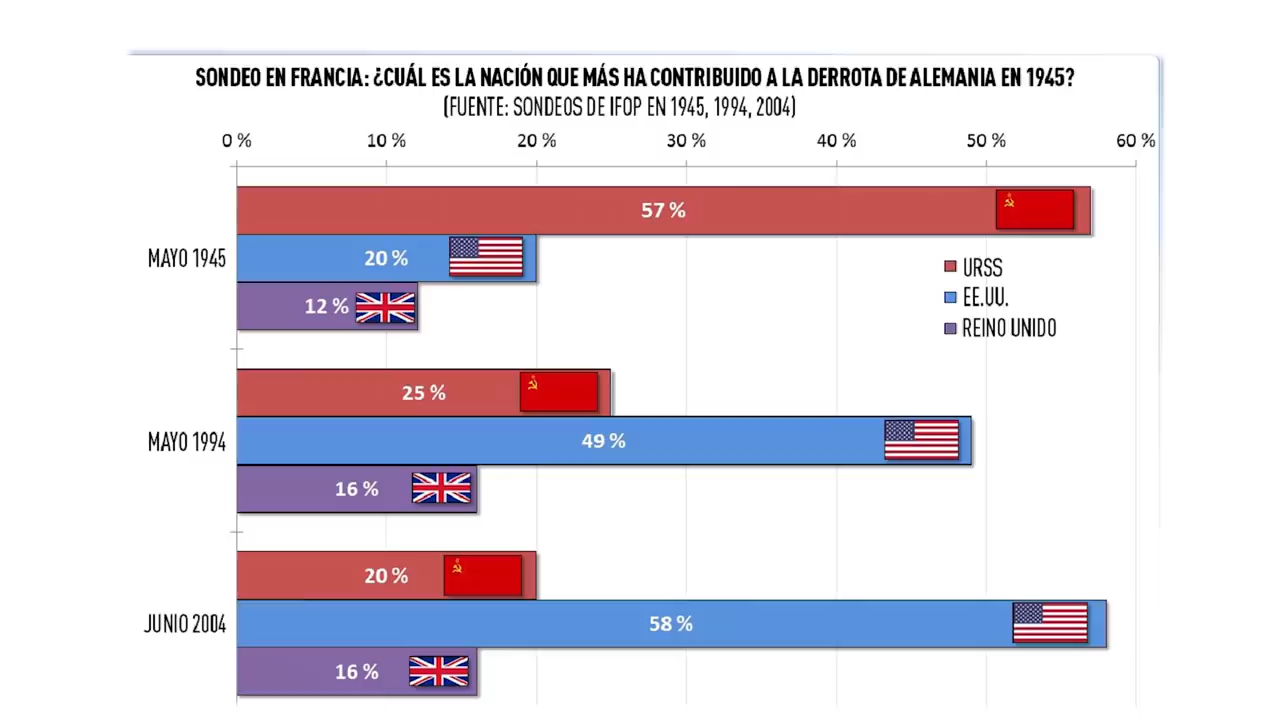 SONDEO EN FRANCIA: ¿CUÁL ES LA NACIÓN QUE MÁS HA CONTRIBUIDO A LA DERROTA DE ALEMANIA EN 1945?
(FUENTE: SONDEOS DE IFOP EN 1945, 1994, 2004)
0 % 10 % 20 % 30 % 40 % 50 % 60 %
57 %
MAYO 1945 20 %
12 %
URSS
EE.UU.
REINO UNIDO
25 %
MAYO 1994 49 %
16 %
20 %
JUNIO 2004 58 %
16 %